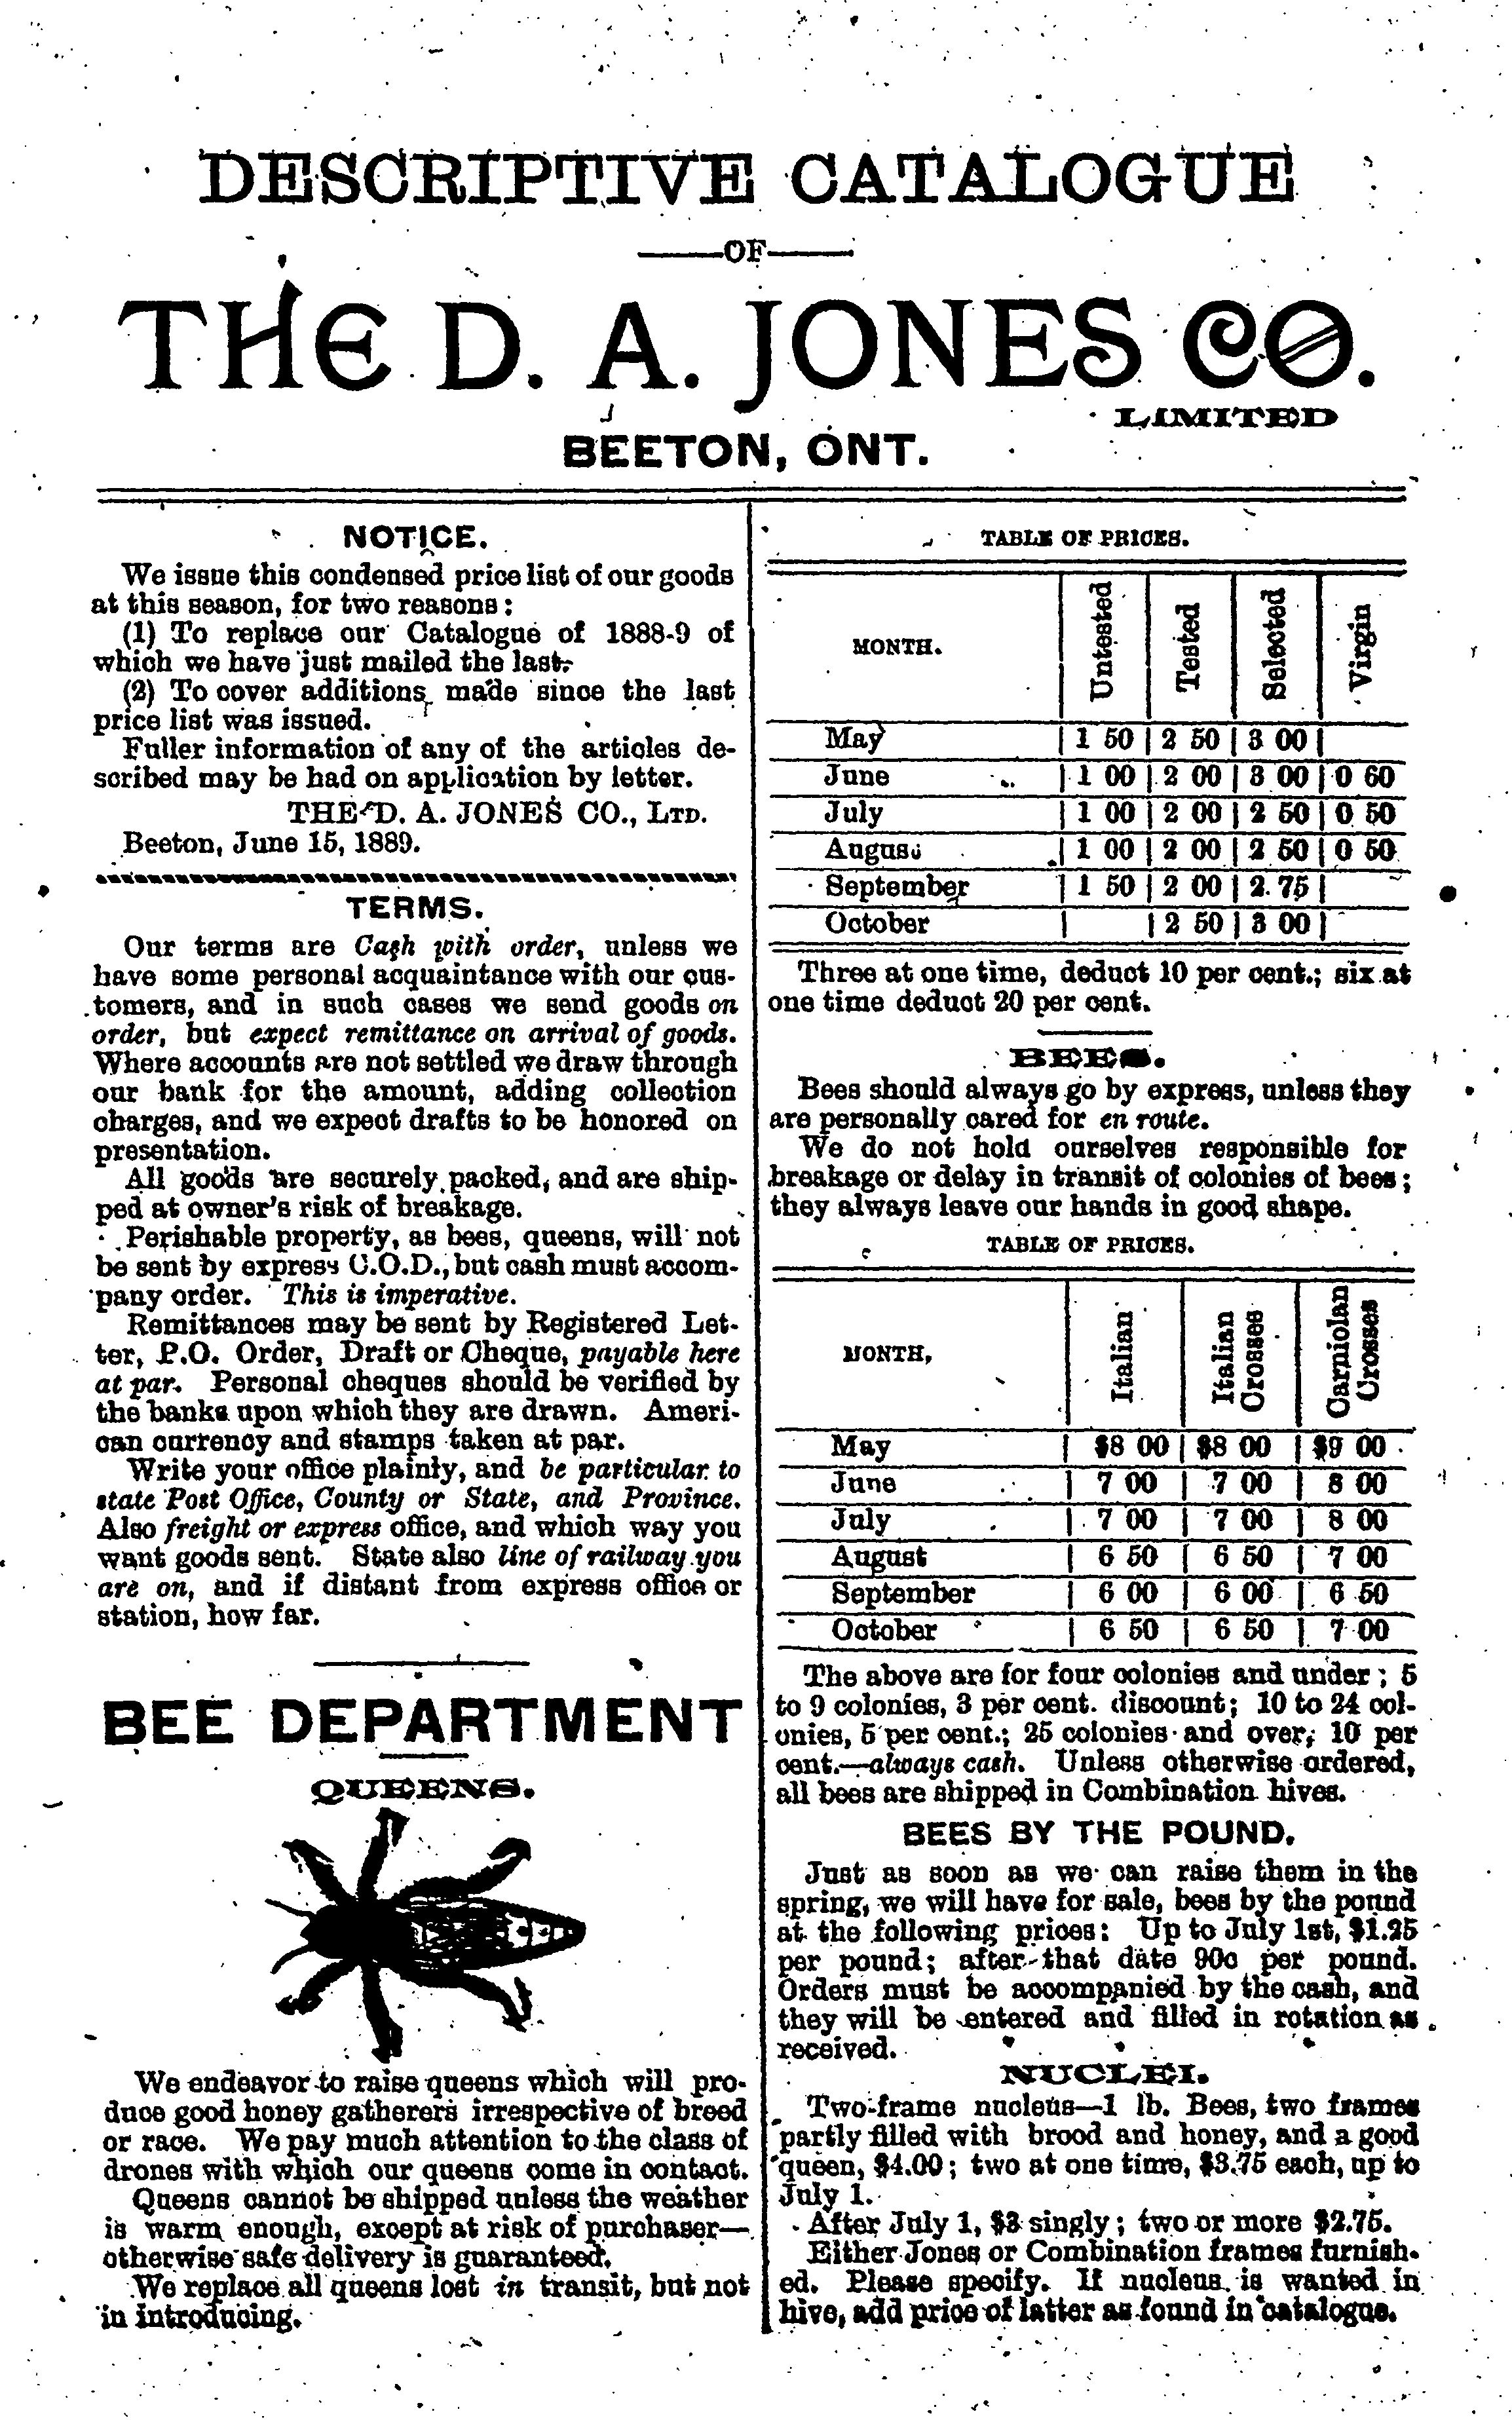 DESCRIPTIVE CATALOGUE
OF
THE D. A. JONES CO.
LIMITED
BEETON, ONT.
NOTICE.
We issue this condensed price list of our goods
at this season, for two reasons:
(1) To replace our Catalogue of 1888-9 of
which we have just mailed the last.
(2) To cover additions made since the last
price list was issued.
Fuller information of any of the articles de-
scribed may be had on application by letter.
THE D. A. JONES CO., LTD.
Beeton, June 15, 1889.
TERMS.
Our terms are Cash with order, unless we
have some personal acquaintance with our cus-
tomers, and in such cases we send goods on
order, but expect remittance on arrival of goods.
Where accounts are not settled we draw through
our bank for the amount, adding collection
charges, and we expect drafts to be honored on
presentation.
All goods are securely packed, and are ship-
ped at owner's risk of breakage.
Perishable property, as bees, queens, will not
be sent by express C.O.D., but cash must accom-
pany order. This is imperative.
Remittances may be sent by Registered Let-
ter, P.O. Order, Draft or Cheque, payable here
at par. Personal cheques should be verified by
the banks upon which they are drawn. Ameri-
can currency and stamps taken at par.
Write your office plainly, and be particular to
state Post Office, County or State, and Province.
Also freight or express office, and which way you
want goods sent. State also line of railway you
are on, and if distant from express office or
station, how far.
BEE DEPARTMENT
QUEENS.
We endeavor to raise queens which will pro-
duce good honey gatherers irrespective of breed
or race. We pay much attention to the class of
drones with which our queens come in contact.
Queens cannot be shipped unless the weather
is warm enough, except at risk of purchaser—
otherwise safe delivery is guaranteed.
We replace all queens lost in transit, but not
in introducing.
TABLE OF PRICES.
MONTH. Untested Tested Selected Virgin
May 1 50 2 50 3 00
June 1 00 2 00 3 00 0 60
July 1 00 2 00 2 50 0 50
August 1 00 2 00 2 50 0 50
September 1 50 2 00 2.75
October 2 50 3 00
Three at one time, deduct 10 per cent.; six at
one time deduct 20 per cent.
BEES.
Bees should always go by express, unless they
are personally cared for en route.
We do not hold ourselves responsible for
breakage or delay in transit of colonies of bees;
they always leave our hands in good shape.
TABLE OF PRICES.
MONTH, Italian Italian Crosses Carniolan Crosses
May $8 00 $8 00 $9 00
June 7 00 7 00 8 00
July 7 00 7 00 8 00
August 6 50 6 50 7 00
September 6 00 6 00 6 50
October 6 50 6 50 7 00
The above are for four colonies and under; 5
to 9 colonies, 3 per cent. discount; 10 to 24 col-
onies, 5 per cent.; 25 colonies and over, 10 per
cent.—always cash. Unless otherwise ordered,
all bees are shipped in Combination hives.
BEES BY THE POUND.
Just as soon as we can raise them in the
spring, we will have for sale, bees by the pound
at the following prices: Up to July 1st, $1.25
per pound; after that date 90c per pound.
Orders must be accompanied by the cash, and
they will be entered and filled in rotation as
received.
NUCLEI.
Two-frame nucleus—1 lb. Bees, two frames
partly filled with brood and honey, and a good
queen, $4.00; two at one time, $3.75 each, up to
July 1.
After July 1, $3 singly; two or more $2.75.
Either Jones or Combination frames furnish-
ed. Please specify. If nucleus is wanted in
hive, add price of latter as found in catalogue.